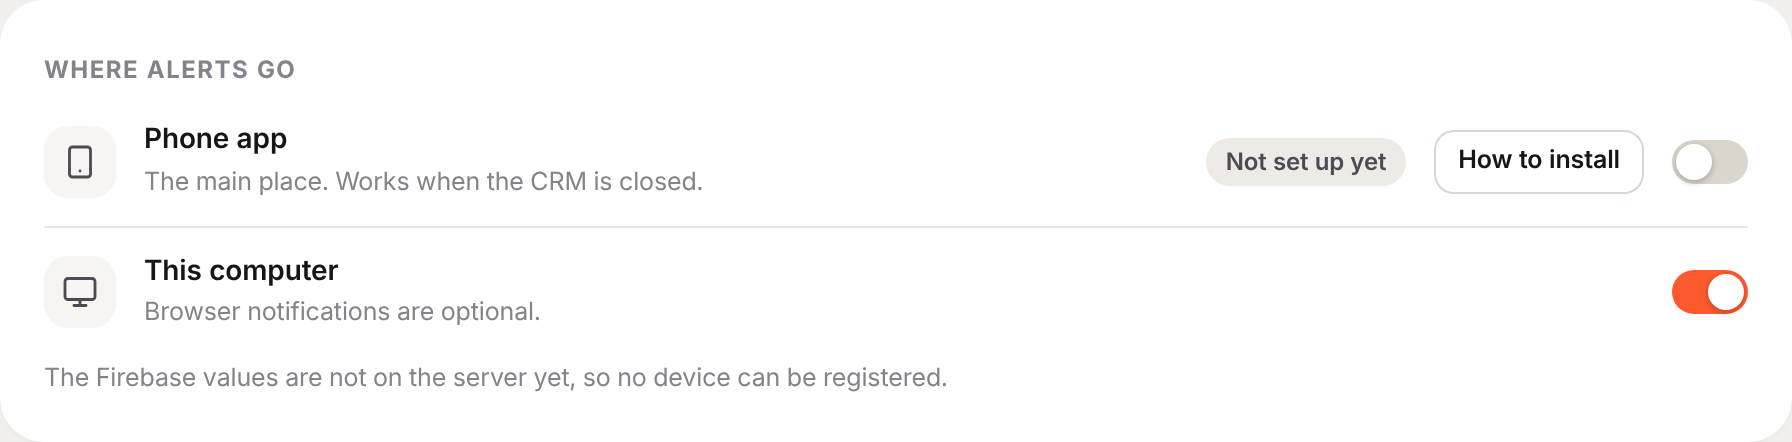 WHERE ALERTS GO
Phone app
The main place. Works when the CRM is closed.
Not set up yet
How to install
This computer
Browser notifications are optional.
The Firebase values are not on the server yet, so no device can be registered.